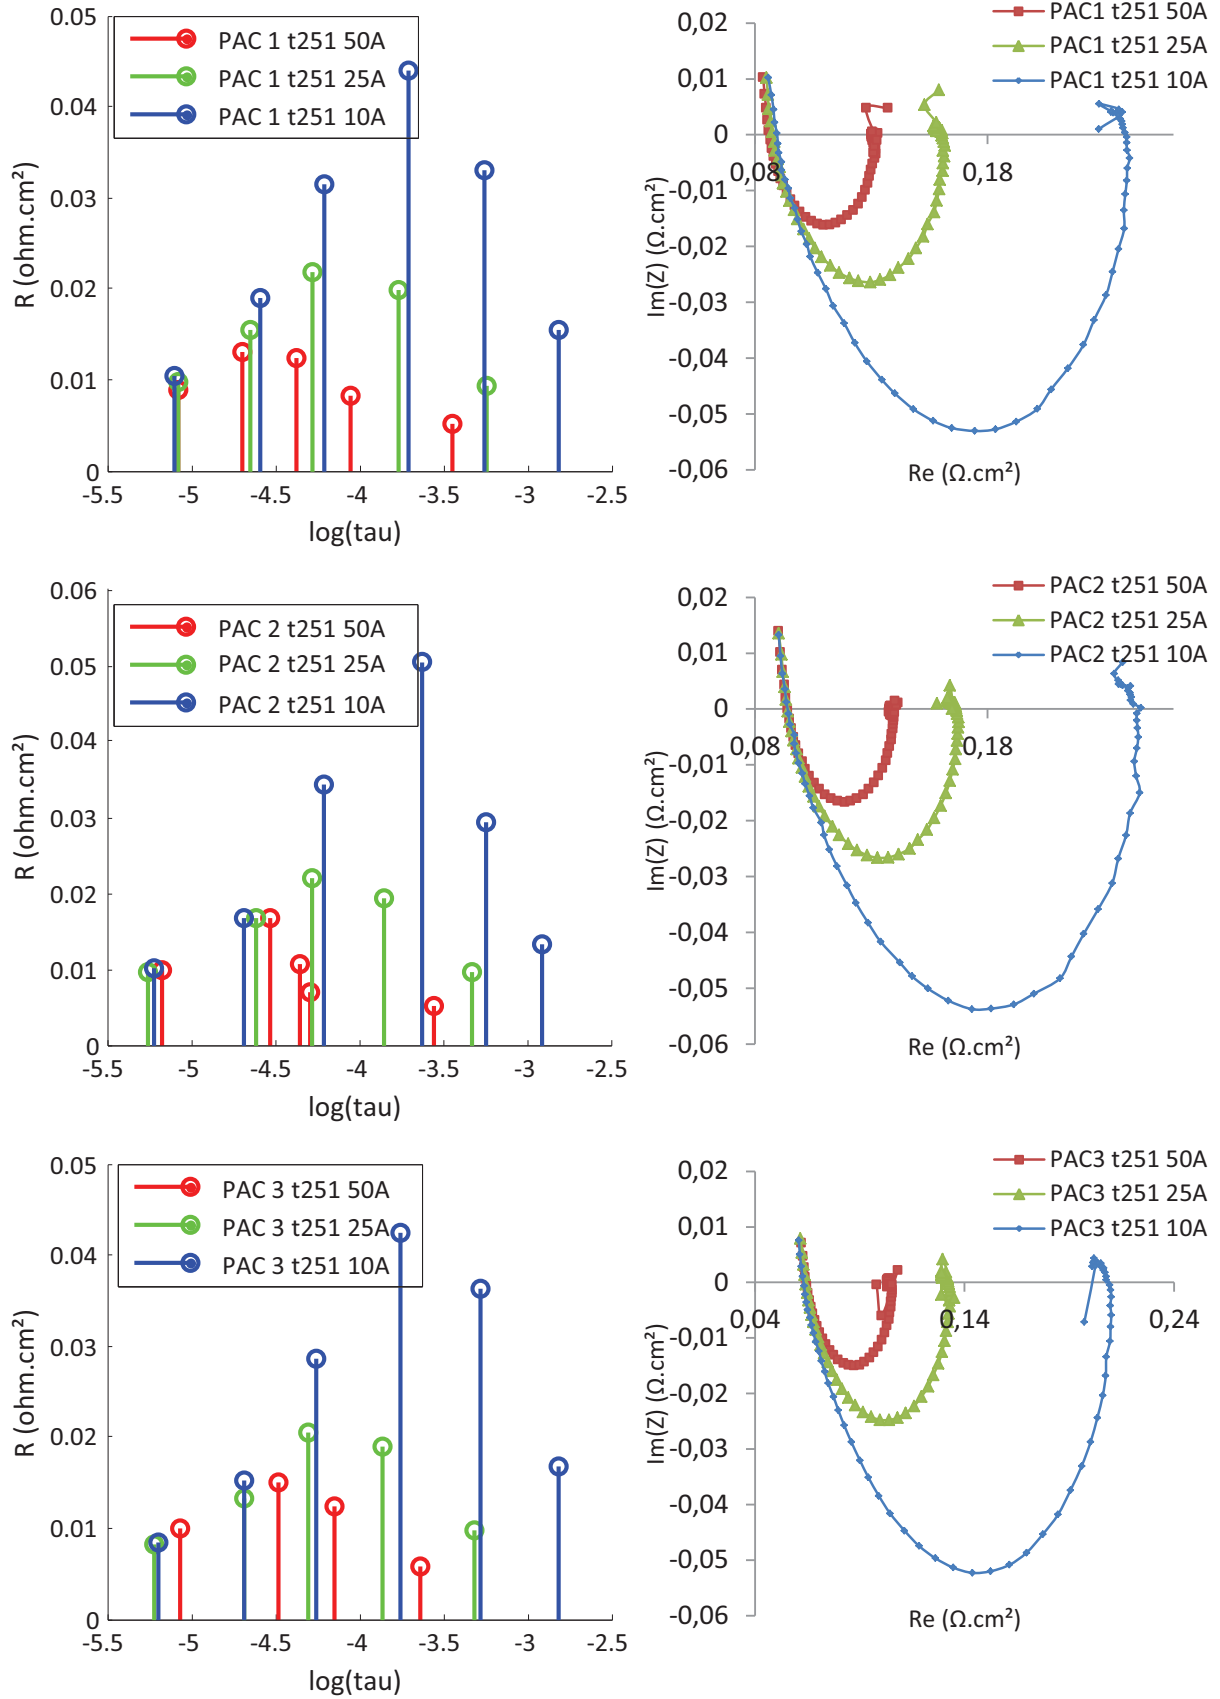 0.05
PAC 1 t251 50A
PAC 1 t251 25A
PAC 1 t251 10A
0.04
0.03
0.02
0.01
0
R (ohm.cm²)
-5.5 -5 -4.5 -4 -3.5 -3 -2.5
log(tau)
PAC1 t251 50A
PAC1 t251 25A
PAC1 t251 10A
0,02
0,01
0
-0,01
-0,02
-0,03
-0,04
-0,05
-0,06
0,08 0,18
Im(Z) (Ω.cm²)
Re (Ω.cm²)
0.06
PAC 2 t251 50A
PAC 2 t251 25A
PAC 2 t251 10A
0.05
0.04
0.03
0.02
0.01
0
R (ohm.cm²)
-5.5 -5 -4.5 -4 -3.5 -3 -2.5
log(tau)
PAC2 t251 50A
PAC2 t251 25A
PAC2 t251 10A
0,02
0,01
0
-0,01
-0,02
-0,03
-0,04
-0,05
-0,06
0,08 0,18
Im(Z) (Ω.cm²)
Re (Ω.cm²)
0.05
PAC 3 t251 50A
PAC 3 t251 25A
PAC 3 t251 10A
0.04
0.03
0.02
0.01
0
R (ohm.cm²)
-5.5 -5 -4.5 -4 -3.5 -3 -2.5
log(tau)
PAC3 t251 50A
PAC3 t251 25A
PAC3 t251 10A
0,02
0,01
0
-0,01
-0,02
-0,03
-0,04
-0,05
-0,06
0,04 0,14 0,24
Im(Z) (Ω.cm²)
Re (Ω.cm²)